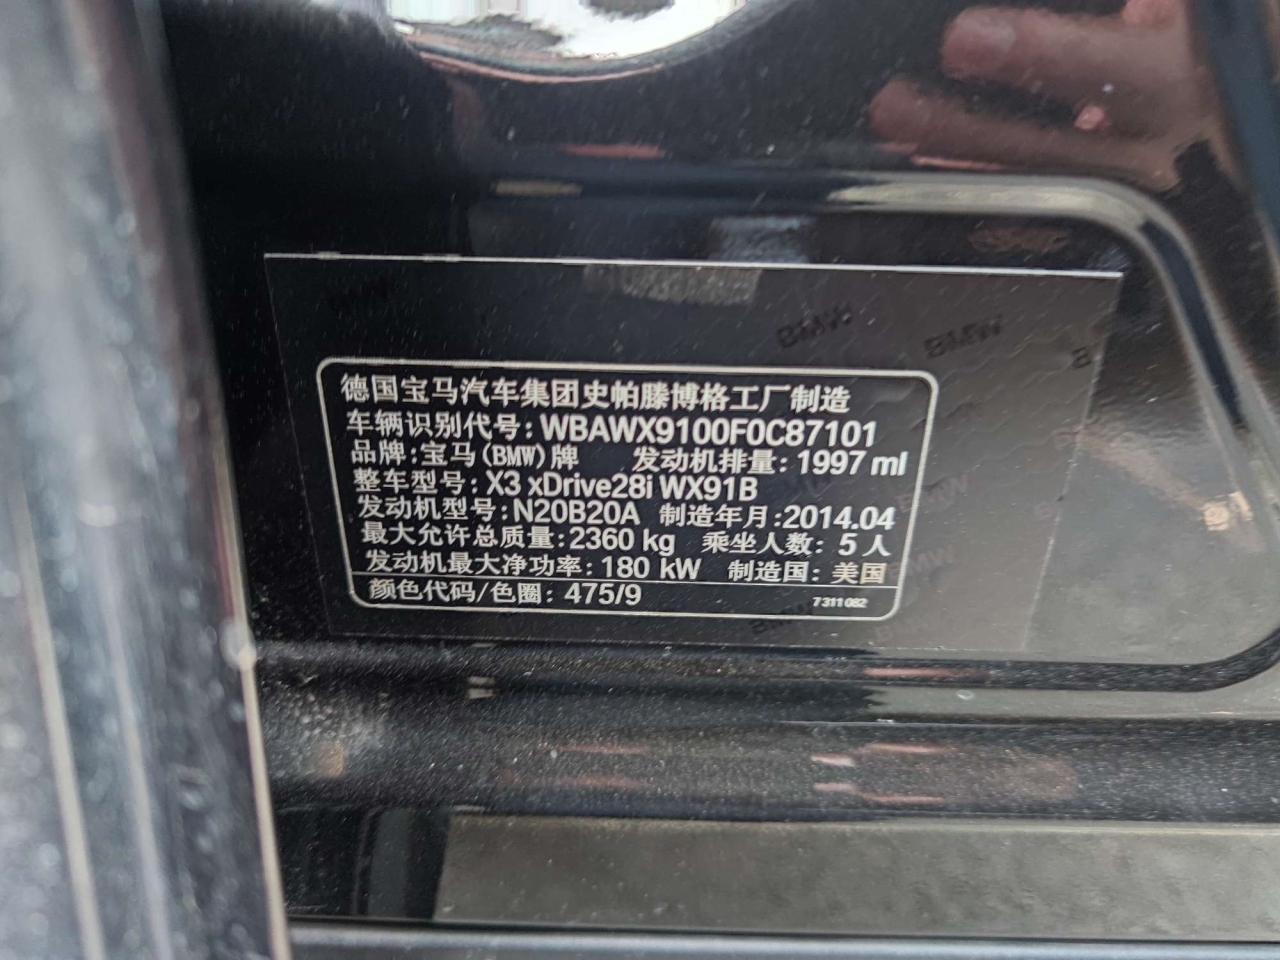 BMW
BMW
BMW
德国宝马汽车集团史帕滕博格工厂制造
车辆识别代号: WBAWX9100F0C87101
品牌: 宝马(BMW)牌 发动机排量: 1997 ml
整车型号: X3 xDrive28i WX91B
发动机型号: N20B20A 制造年月: 2014.04
最大允许总质量: 2360 kg 乘坐人数: 5 人
发动机最大净功率: 180 kW 制造国: 美国
颜色代码/色圈: 475/9 7311082
BMW
BMW